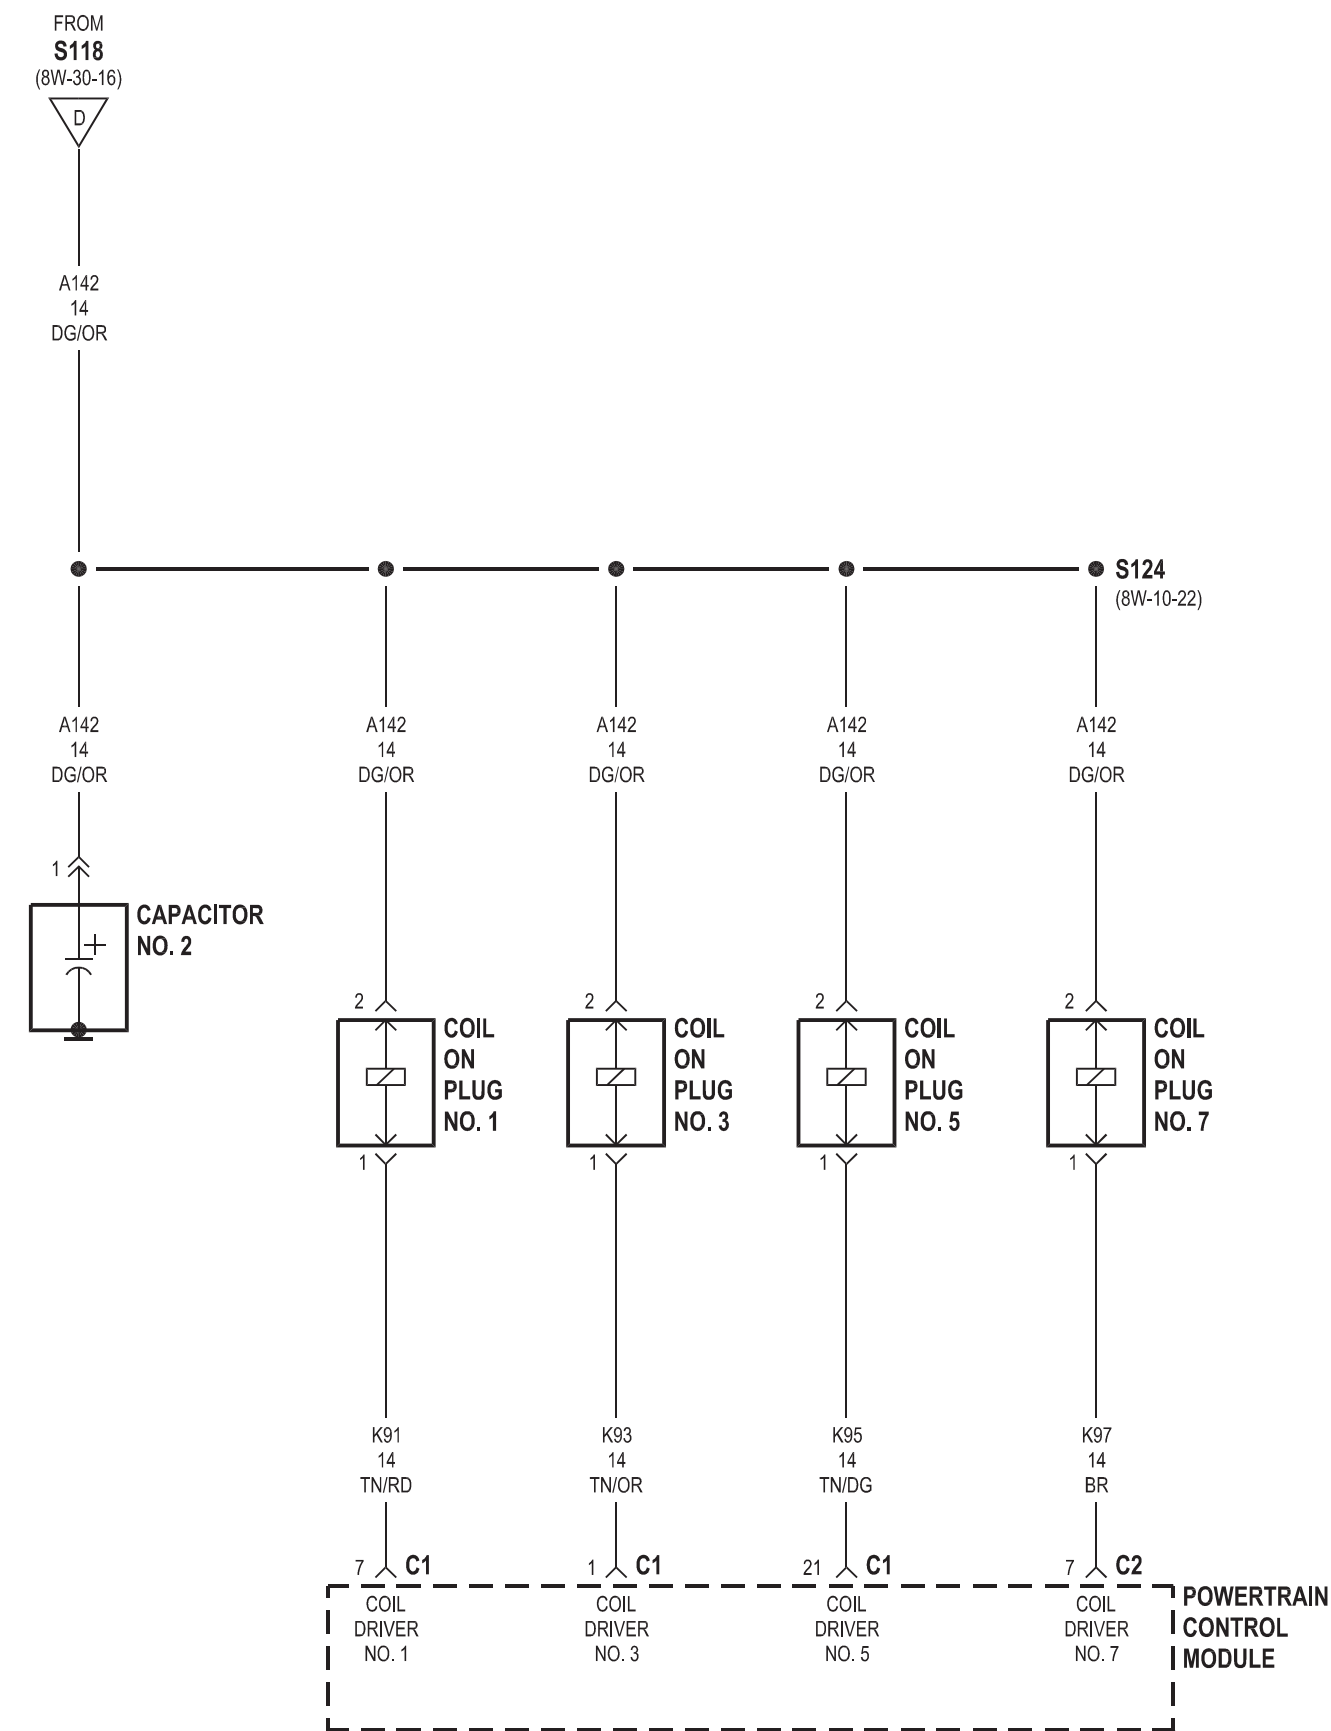 FROM
S118
(8W-30-16)
D
A142
14
DG/OR
S124
(8W-10-22)
A142
14
DG/OR
A142
14
DG/OR
A142
14
DG/OR
A142
14
DG/OR
A142
14
DG/OR
1
CAPACITOR
NO. 2
+
2
COIL
ON
PLUG
NO. 1
1
2
COIL
ON
PLUG
NO. 3
1
2
COIL
ON
PLUG
NO. 5
1
2
COIL
ON
PLUG
NO. 7
1
K91
14
TN/RD
K93
14
TN/OR
K95
14
TN/DG
K97
14
BR
7 C1
1 C1
21 C1
7 C2
COIL
DRIVER
NO. 1
COIL
DRIVER
NO. 3
COIL
DRIVER
NO. 5
COIL
DRIVER
NO. 7
POWERTRAIN
CONTROL
MODULE